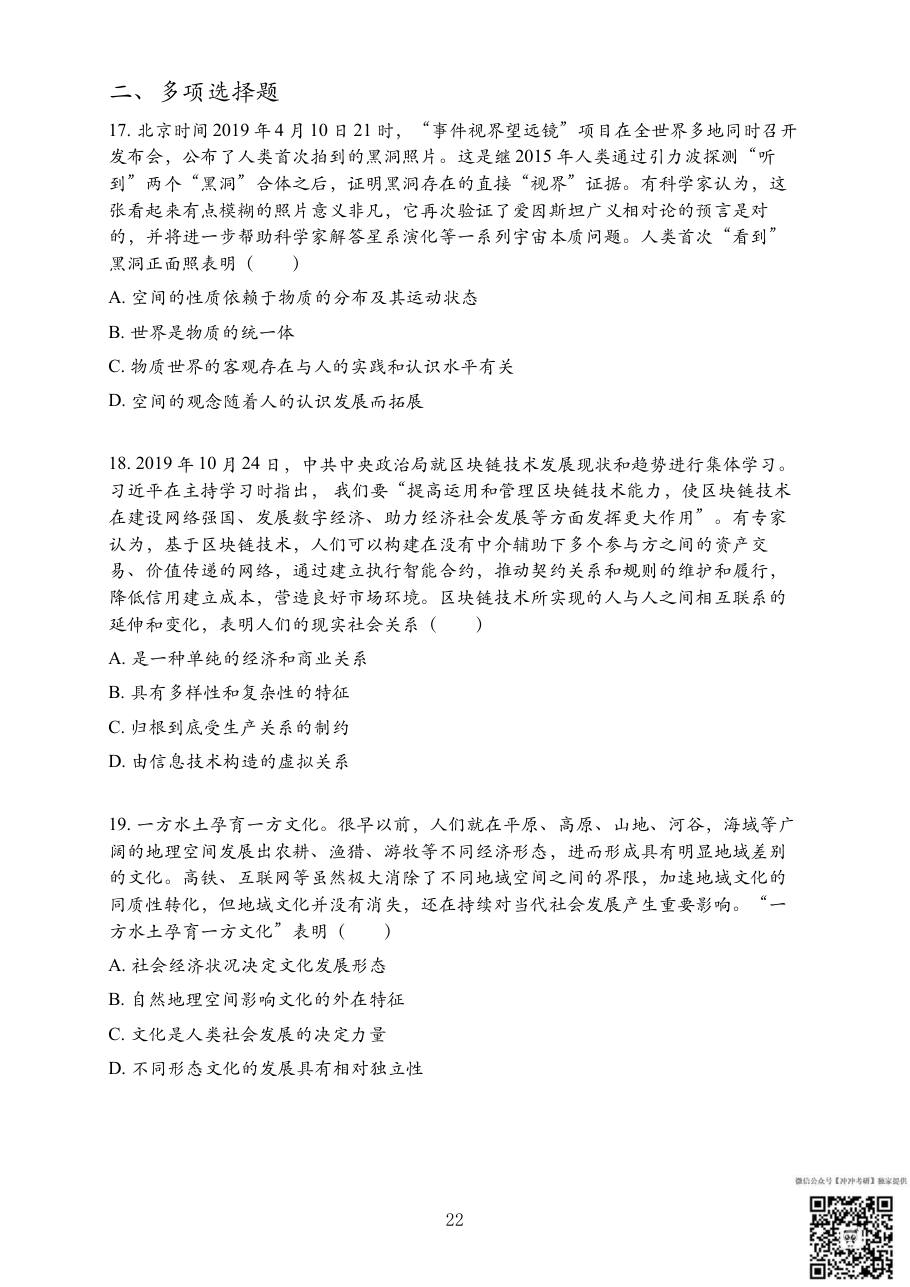 二、多项选择题
17. 北京时间 2019 年 4 月 10 日 21 时，“事件视界望远镜”项目在全世界多地同时召开
发布会，公布了人类首次拍到的黑洞照片。这是继 2015 年人类通过引力波探测“听
到”两个“黑洞”合体之后，证明黑洞存在的直接“视界”证据。有科学家认为，这
张看起来有点模糊的照片意义非凡，它再次验证了爱因斯坦广义相对论的预言是对
的，并将进一步帮助科学家解答星系演化等一系列宇宙本质问题。人类首次“看到”
黑洞正面照表明（　　）
A. 空间的性质依赖于物质的分布及其运动状态
B. 世界是物质的统一体
C. 物质世界的客观存在与人的实践和认识水平有关
D. 空间的观念随着人的认识发展而拓展
18. 2019 年 10 月 24 日，中共中央政治局就区块链技术发展现状和趋势进行集体学习。
习近平在主持学习时指出， 我们要“提高运用和管理区块链技术能力，使区块链技术
在建设网络强国、发展数字经济、助力经济社会发展等方面发挥更大作用”。有专家
认为，基于区块链技术，人们可以构建在没有中介辅助下多个参与方之间的资产交
易、价值传递的网络，通过建立执行智能合约，推动契约关系和规则的维护和履行，
降低信用建立成本，营造良好市场环境。区块链技术所实现的人与人之间相互联系的
延伸和变化，表明人们的现实社会关系（　　）
A. 是一种单纯的经济和商业关系
B. 具有多样性和复杂性的特征
C. 归根到底受生产关系的制约
D. 由信息技术构造的虚拟关系
19. 一方水土孕育一方文化。很早以前，人们就在平原、高原、山地、河谷，海域等广
阔的地理空间发展出农耕、渔猎、游牧等不同经济形态，进而形成具有明显地域差别
的文化。高铁、互联网等虽然极大消除了不同地域空间之间的界限，加速地域文化的
同质性转化，但地域文化并没有消失，还在持续对当代社会发展产生重要影响。“一
方水土孕育一方文化”表明（　　）
A. 社会经济状况决定文化发展形态
B. 自然地理空间影响文化的外在特征
C. 文化是人类社会发展的决定力量
D. 不同形态文化的发展具有相对独立性
微信公众号【冲冲考研】独家提供
22